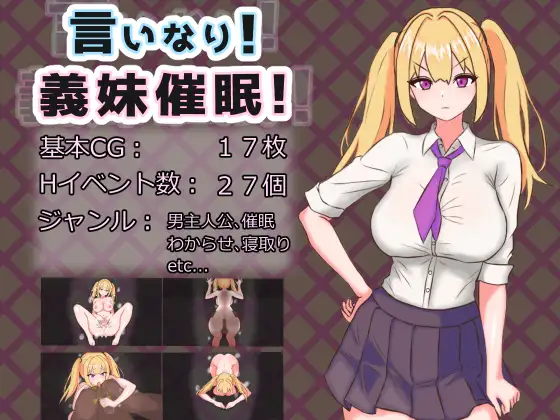 言いなり!
義妹催眠!
基本CG： １７枚
Hイベント数： ２７個
ジャンル： 男主人公､催眠
わからせ､寝取り
etc...